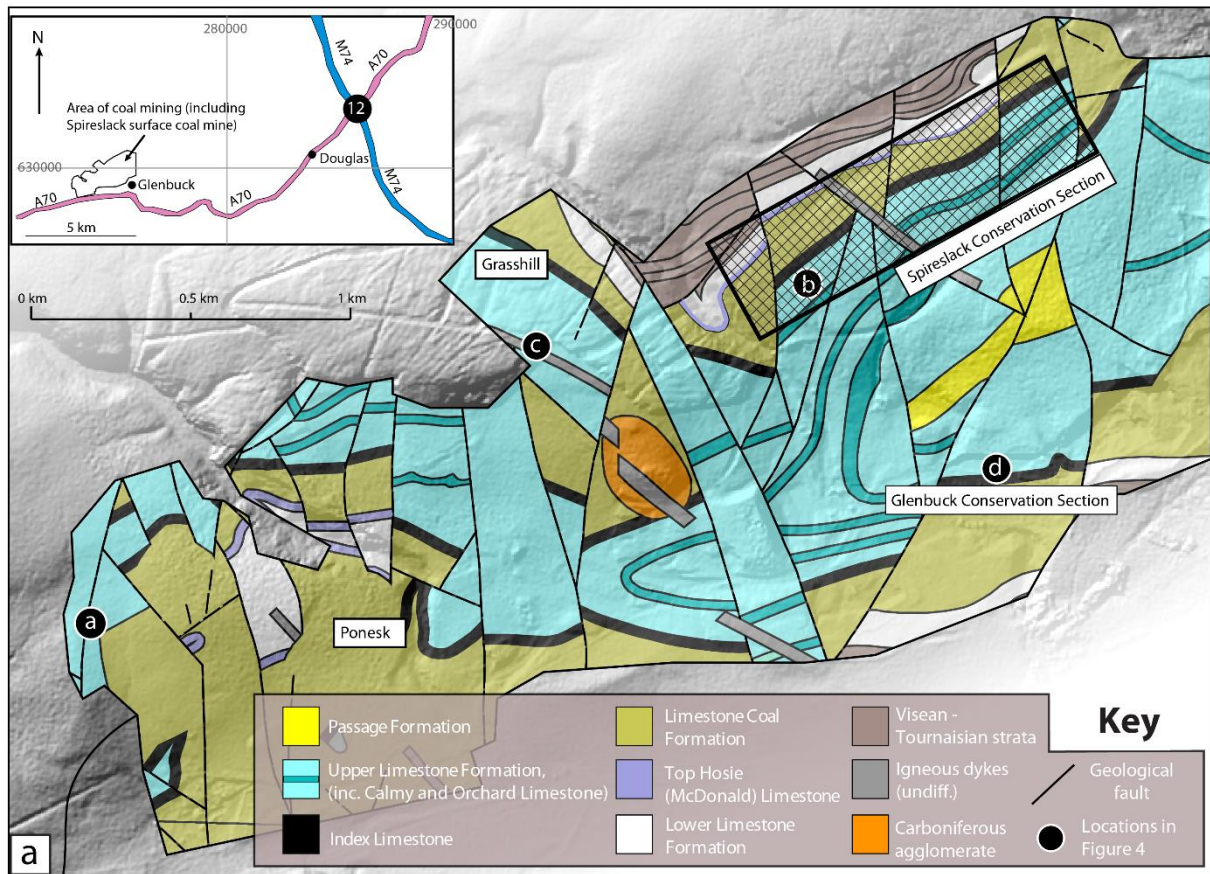 280000
290000
N
M74
A70
Area of coal mining (including
Spireslack surface coal mine)
12
630000
Douglas
Glenbuck
A70
A70
M74
5 km
0 km
0.5 km
1 km
Grasshill
Spireslack Conservation Section
b
c
d
Glenbuck Conservation Section
a
Ponesk
Key
Passage Formation
Upper Limestone Formation,
(inc. Calmy and Orchard Limestone)
Index Limestone
Limestone Coal
Formation
Top Hosie
(McDonald) Limestone
Lower Limestone
Formation
Visean -
Tournaisian strata
Igneous dykes
(undiff.)
Carboniferous
agglomerate
Geological
fault
Locations in
Figure 4
a